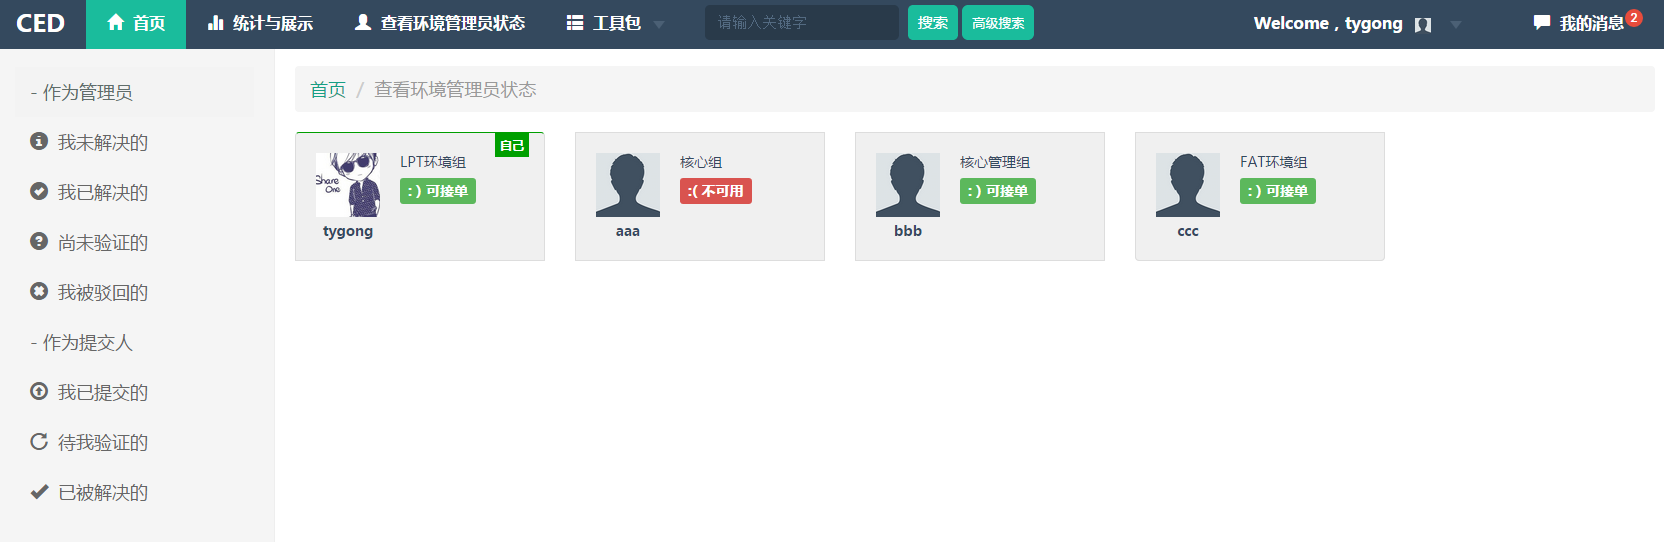 CED 首页 统计与展示 查看环境管理员状态 工具包 请输入关键字 搜索 高级搜索 Welcome , tygong 我的消息 2
- 作为管理员
我未解决的
我已解决的
尚未验证的
我被驳回的
- 作为提交人
我已提交的
待我验证的
已被解决的
首页 / 查看环境管理员状态
自己
Share
One
LPT环境组
: ) 可接单
tygong
核心组
:( 不可用
aaa
核心管理组
: ) 可接单
bbb
FAT环境组
: ) 可接单
ccc